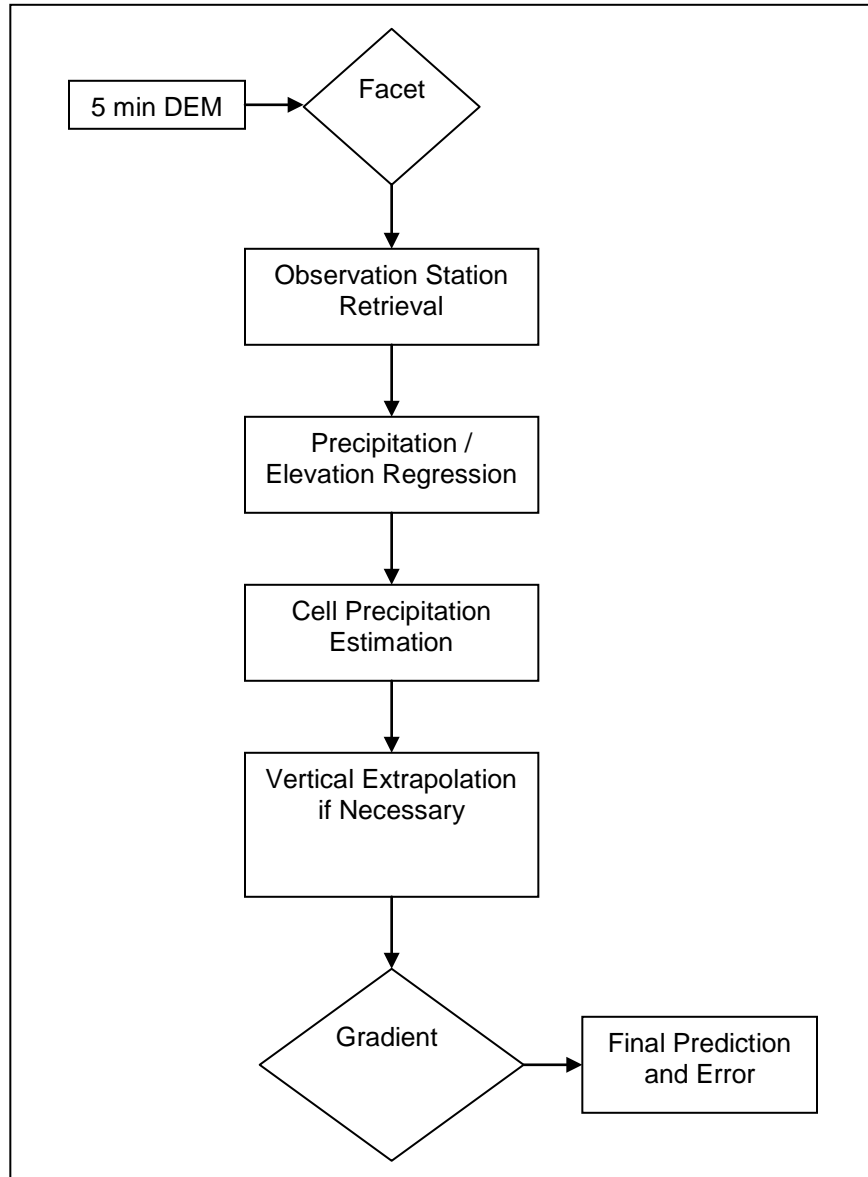 5 min DEM
Facet
Observation Station
Retrieval
Precipitation /
Elevation Regression
Cell Precipitation
Estimation
Vertical Extrapolation
if Necessary
Gradient
Final Prediction
and Error